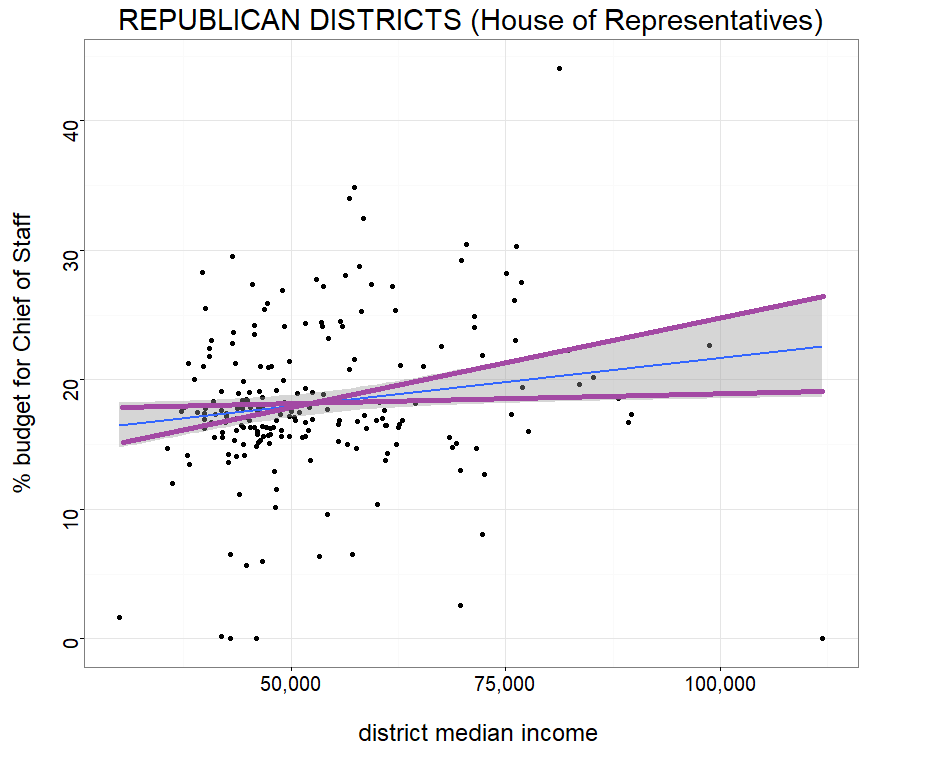 REPUBLICAN DISTRICTS (House of Representatives)
% budget for Chief of Staff
40
30
20
10
0
50,000 75,000 100,000
district median income